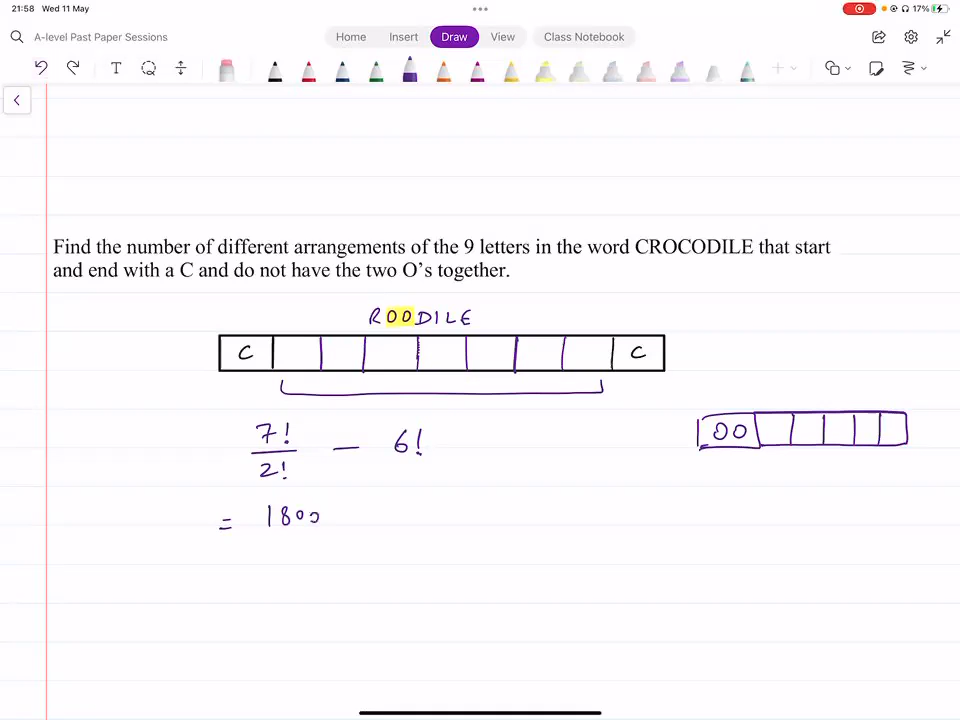 21:58 Wed 11 May
17%
A-level Past Paper Sessions
Home Insert Draw View Class Notebook
T
Find the number of different arrangements of the 9 letters in the word CROCODILE that start
and end with a C and do not have the two O's together.
ROODILE
C C
7!/2! - 6!
OO
= 1800